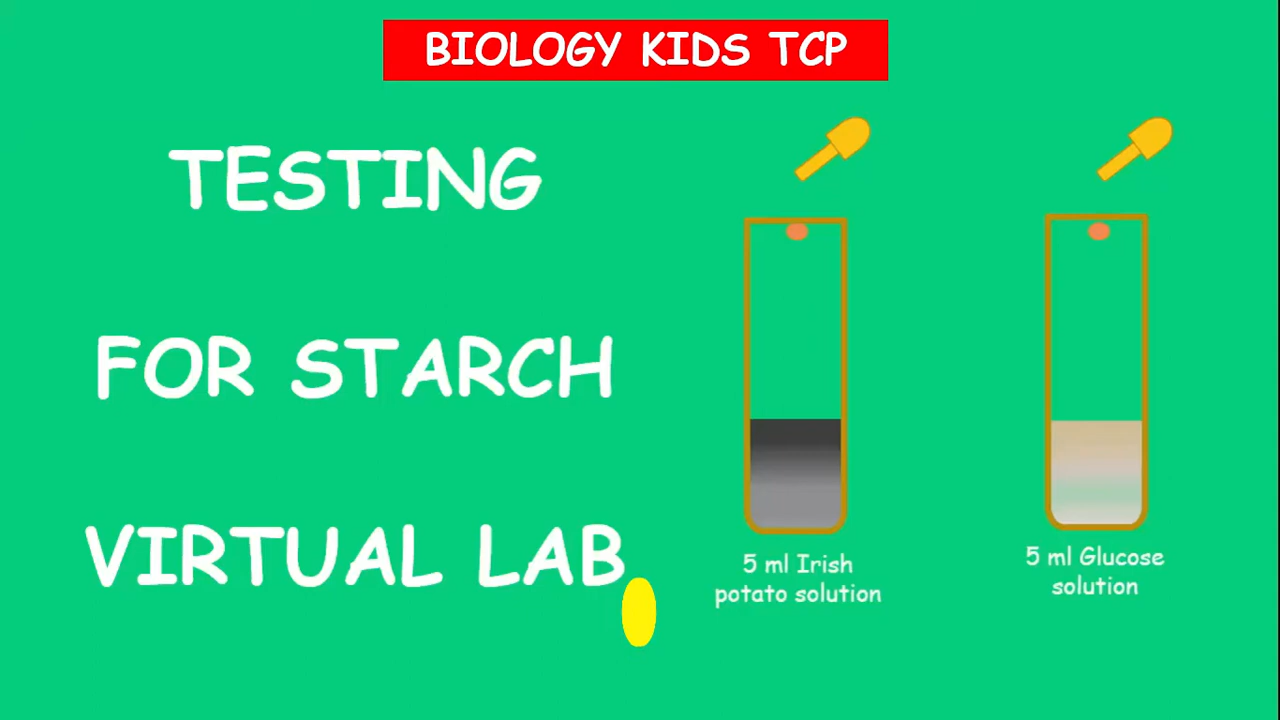 BIOLOGY KIDS TCP
TESTING
FOR STARCH
VIRTUAL LAB
5 ml Irish
potato solution
5 ml Glucose
solution